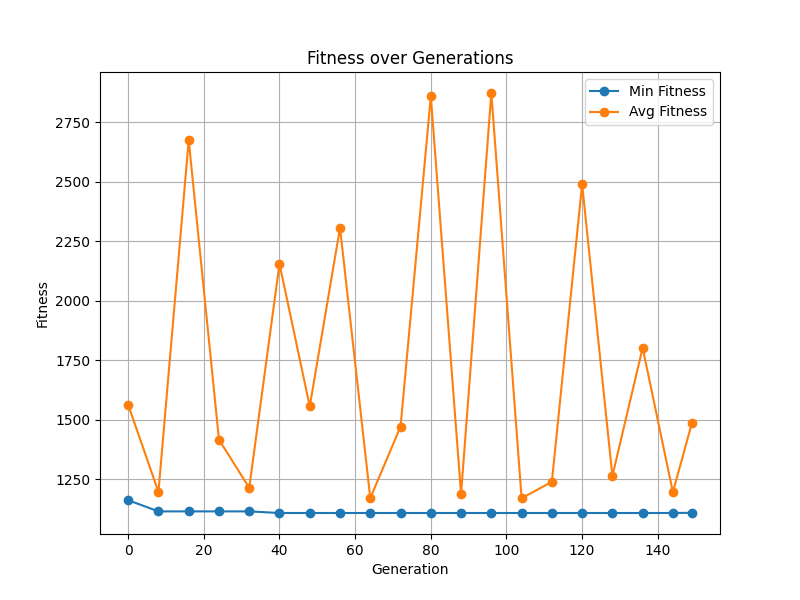 Fitness over Generations
Min Fitness
Avg Fitness
Fitness
2750
2500
2250
2000
1750
1500
1250
0 20 40 60 80 100 120 140
Generation